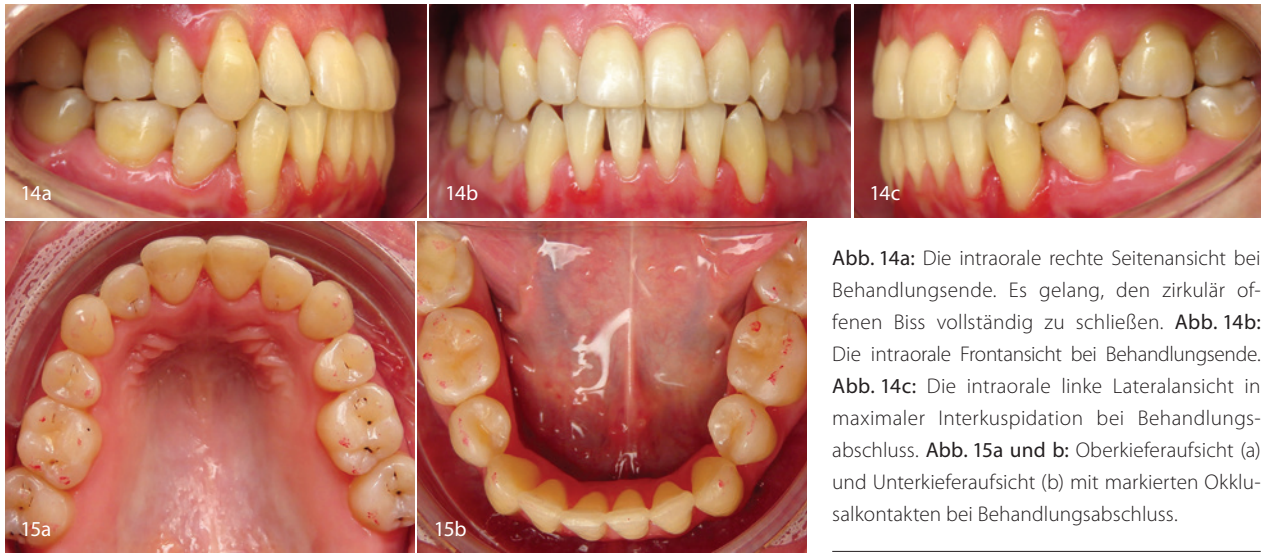 14a
14b
14c
15a
15b
Abb. 14a: Die intraorale rechte Seitenansicht bei
Behandlungsende. Es gelang, den zirkulär of-
fenen Biss vollständig zu schließen. Abb. 14b:
Die intraorale Frontansicht bei Behandlungsende.
Abb. 14c: Die intraorale linke Lateralansicht in
maximaler Interkuspidation bei Behandlungs-
abschluss. Abb. 15a und b: Oberkieferaufsicht (a)
und Unterkieferaufsicht (b) mit markierten Okklu-
salkontakten bei Behandlungsabschluss.